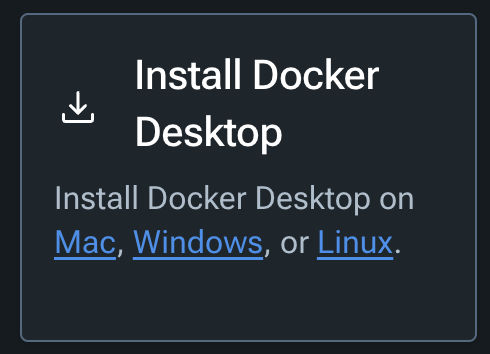 Install Docker
Desktop
Install Docker Desktop on
Mac, Windows, or Linux.